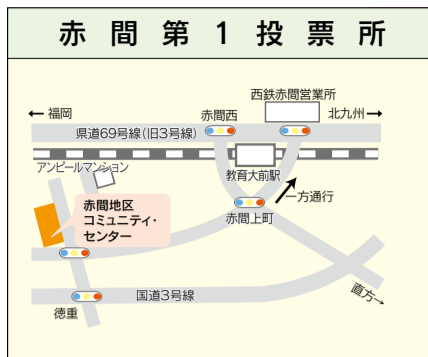 赤間第1投票所
西鉄赤間営業所
←福岡
赤間西
北九州→
県道69号線(旧3号線)
アンピールマンション
教育大前駅
一方通行
赤間地区
コミュニティ・
センター
赤間上町
国道3号線
直方→
徳重